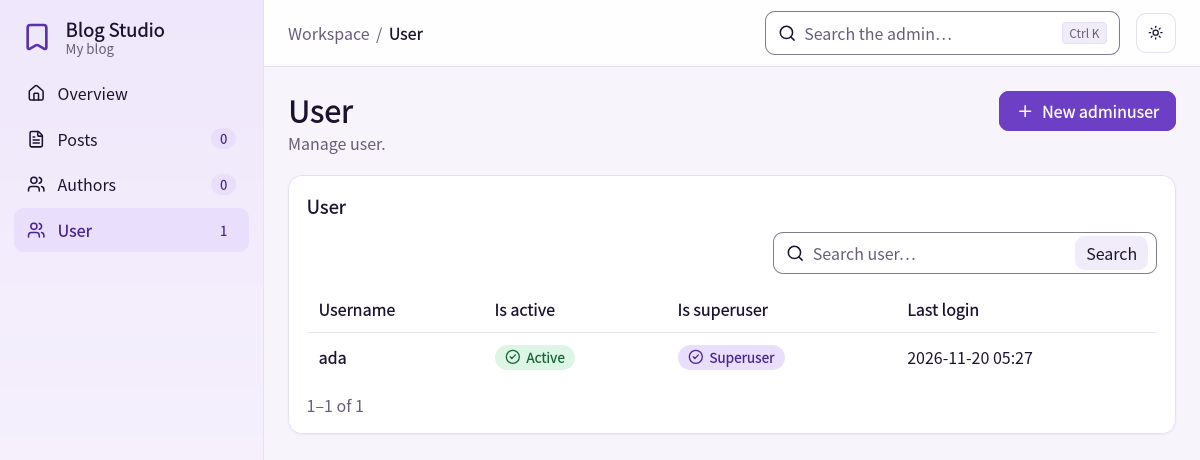 Blog Studio
My blog
Overview
Posts 0
Authors 0
User 1
Workspace / User
Search the admin… Ctrl K
User
Manage user.
+ New adminuser
User
Search user… Search
Username Is active Is superuser Last login
ada Active Superuser 2026-11-20 05:27
1–1 of 1